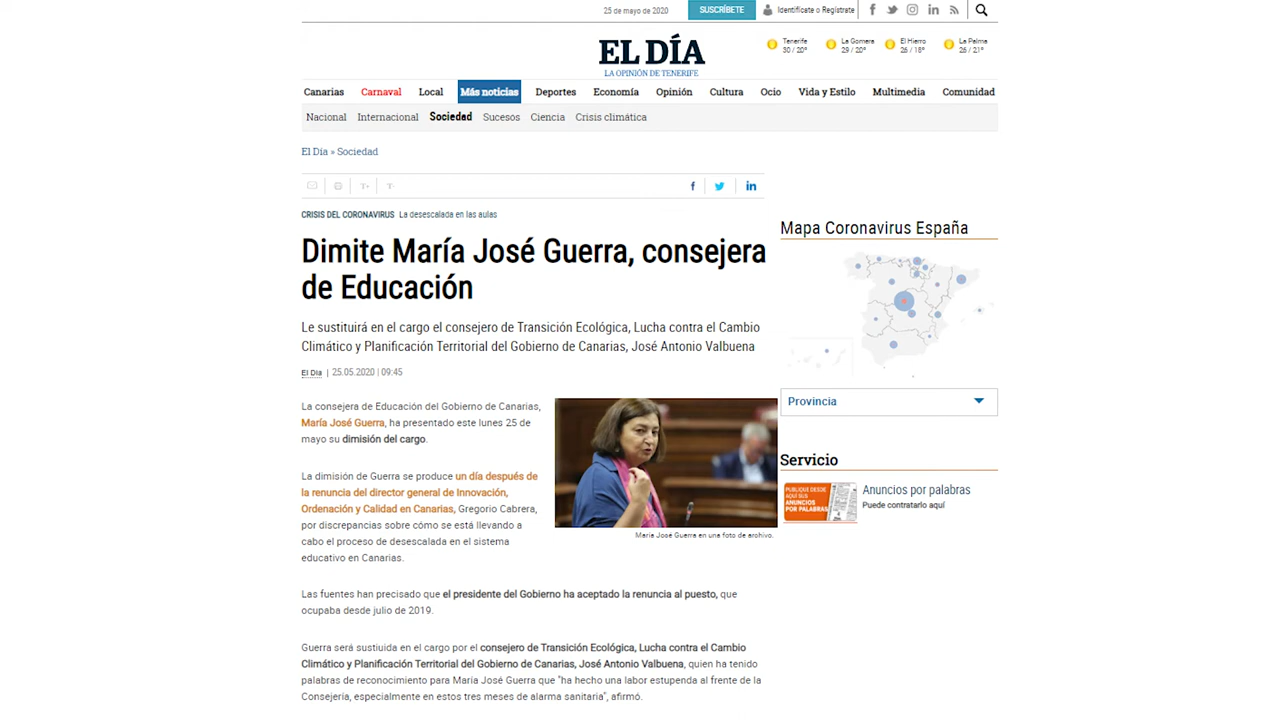 25 de mayo de 2020
SUSCRÍBETE
Identifícate o Regístrate
EL DÍA
LA OPINIÓN DE TENERIFE
Tenerife
30 / 20º
La Gomera
29 / 20º
El Hierro
26 / 18º
La Palma
26 / 21º
Canarias Carnaval Local Más noticias Deportes Economía Opinión Cultura Ocio Vida y Estilo Multimedia Comunidad
Nacional Internacional Sociedad Sucesos Ciencia Crisis climática
El Día » Sociedad
T+ T-
CRISIS DEL CORONAVIRUS La desescalada en las aulas
Dimite María José Guerra, consejera
de Educación
Le sustituirá en el cargo el consejero de Transición Ecológica, Lucha contra el Cambio
Climático y Planificación Territorial del Gobierno de Canarias, José Antonio Valbuena
El Día | 25.05.2020 | 09:45
La consejera de Educación del Gobierno de Canarias,
María José Guerra, ha presentado este lunes 25 de
mayo su dimisión del cargo.
La dimisión de Guerra se produce un día después de
la renuncia del director general de Innovación,
Ordenación y Calidad en Canarias, Gregorio Cabrera,
por discrepancias sobre cómo se está llevando a
cabo el proceso de desescalada en el sistema
educativo en Canarias.
María José Guerra en una foto de archivo.
Las fuentes han precisado que el presidente del Gobierno ha aceptado la renuncia al puesto, que
ocupaba desde julio de 2019.
Guerra será sustiuida en el cargo por el consejero de Transición Ecológica, Lucha contra el Cambio
Climático y Planificación Territorial del Gobierno de Canarias, José Antonio Valbuena, quien ha tenido
palabras de reconocimiento para María José Guerra que "ha hecho una labor estupenda al frente de la
Consejería, especialmente en estos tres meses de alarma sanitaria", afirmó.
Mapa Coronavirus España
Provincia
Servicio
PUBLIQUE DESDE
AQUÍ SUS
ANUNCIOS
POR PALABRAS
Anuncios por palabras
Puede contratarlo aquí